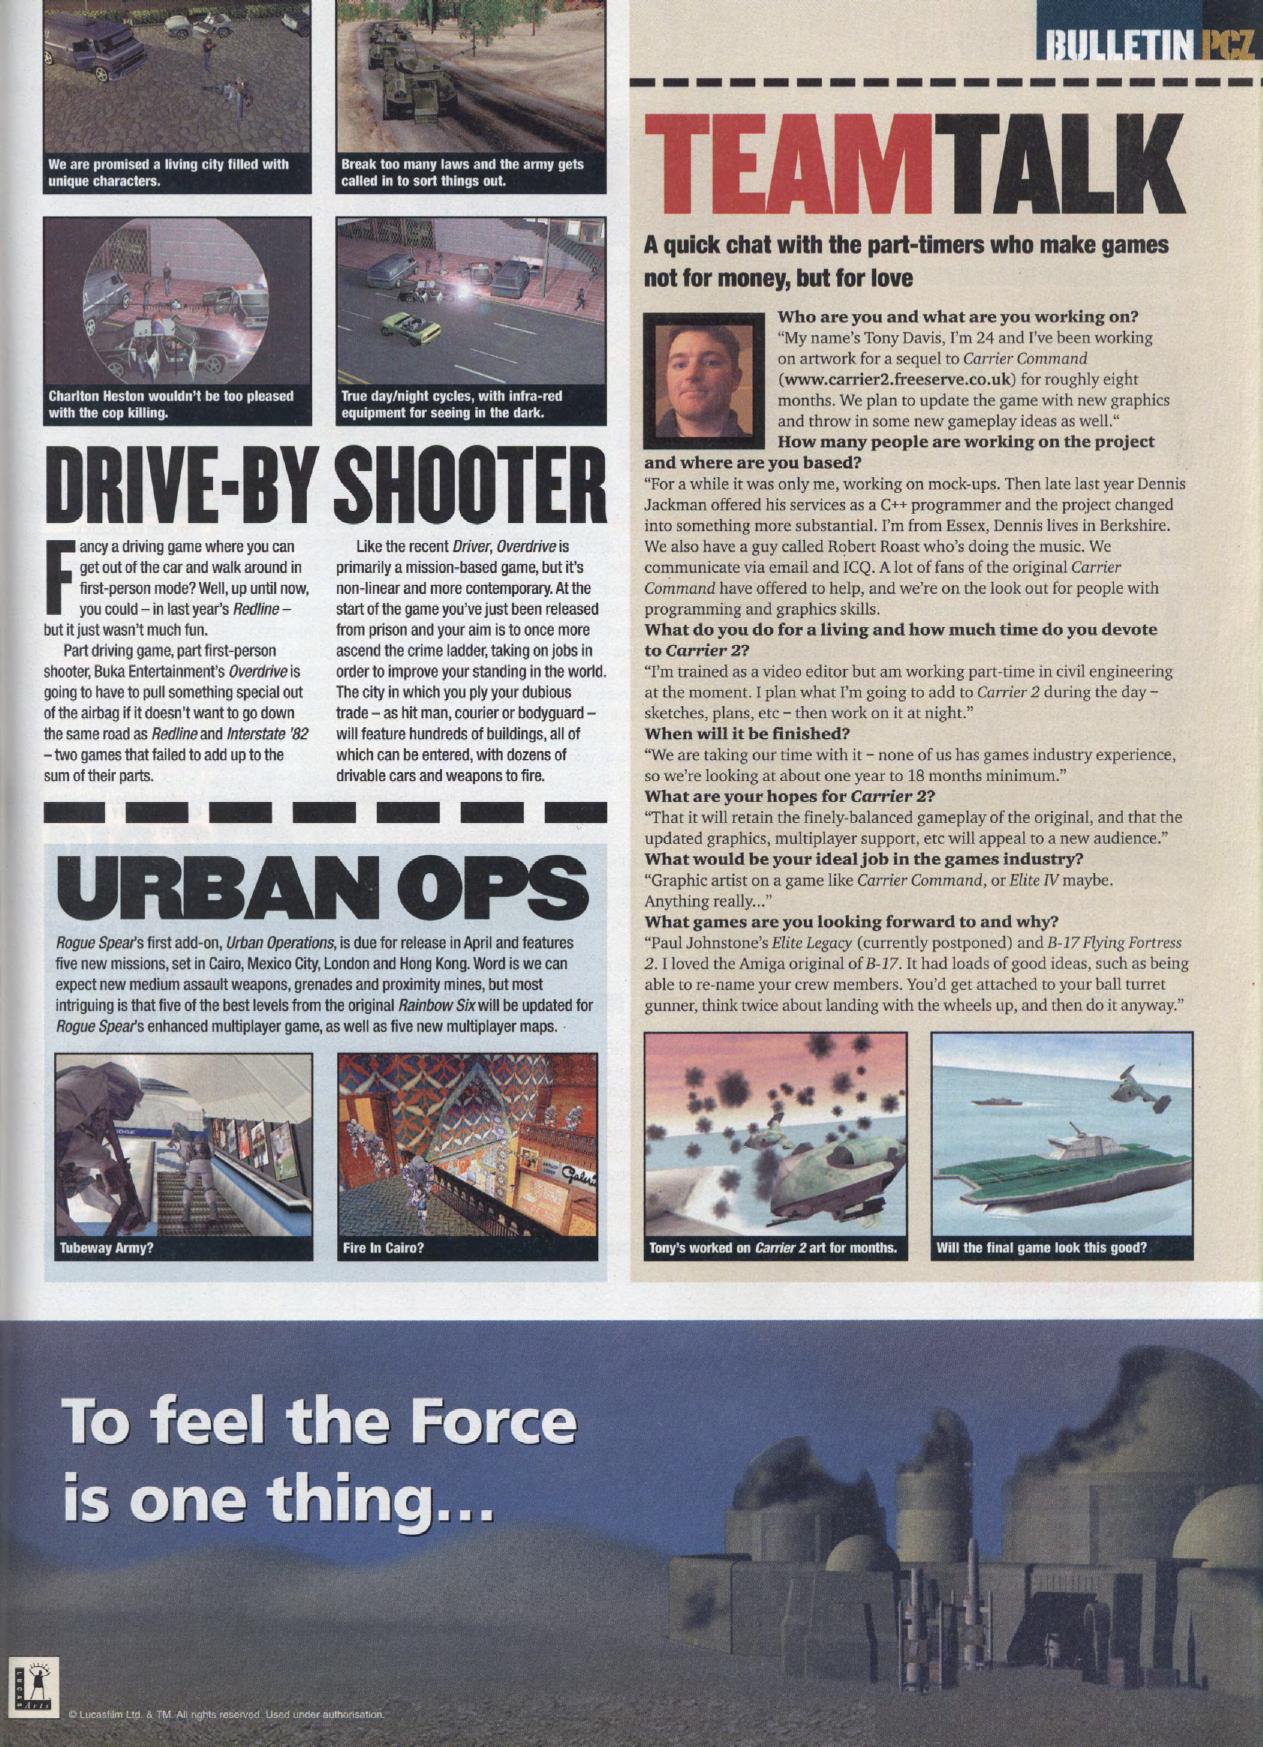 BULLETIN PCZ
We are promised a living city filled with
unique characters.
Break too many laws and the army gets
called in to sort things out.
Charlton Heston wouldn't be too pleased
with the cop killing.
True day/night cycles, with infra-red
equipment for seeing in the dark.
DRIVE-BY SHOOTER
Fancy a driving game where you can
get out of the car and walk around in
first-person mode? Well, up until now,
you could – in last year's Redline –
but it just wasn't much fun.
Part driving game, part first-person
shooter, Buka Entertainment's Overdrive is
going to have to pull something special out
of the airbag if it doesn't want to go down
the same road as Redline and Interstate '82
– two games that failed to add up to the
sum of their parts.
Like the recent Driver, Overdrive is
primarily a mission-based game, but it's
non-linear and more contemporary. At the
start of the game you've just been released
from prison and your aim is to once more
ascend the crime ladder, taking on jobs in
order to improve your standing in the world.
The city in which you ply your dubious
trade – as hit man, courier or bodyguard –
will feature hundreds of buildings, all of
which can be entered, with dozens of
drivable cars and weapons to fire.
URBAN OPS
Rogue Spear's first add-on, Urban Operations, is due for release in April and features
five new missions, set in Cairo, Mexico City, London and Hong Kong. Word is we can
expect new medium assault weapons, grenades and proximity mines, but most
intriguing is that five of the best levels from the original Rainbow Six will be updated for
Rogue Spear's enhanced multiplayer game, as well as five new multiplayer maps.
Galeri
Tubeway Army?
Fire In Cairo?
TEAMTALK
A quick chat with the part-timers who make games
not for money, but for love
Who are you and what are you working on?
"My name's Tony Davis, I'm 24 and I've been working
on artwork for a sequel to Carrier Command
(www.carrier2.freeserve.co.uk) for roughly eight
months. We plan to update the game with new graphics
and throw in some new gameplay ideas as well."
How many people are working on the project
and where are you based?
"For a while it was only me, working on mock-ups. Then late last year Dennis
Jackman offered his services as a C++ programmer and the project changed
into something more substantial. I'm from Essex, Dennis lives in Berkshire.
We also have a guy called Robert Roast who's doing the music. We
communicate via email and ICQ. A lot of fans of the original Carrier
Command have offered to help, and we're on the look out for people with
programming and graphics skills.
What do you do for a living and how much time do you devote
to Carrier 2?
"I'm trained as a video editor but am working part-time in civil engineering
at the moment. I plan what I'm going to add to Carrier 2 during the day –
sketches, plans, etc – then work on it at night."
When will it be finished?
"We are taking our time with it – none of us has games industry experience,
so we're looking at about one year to 18 months minimum."
What are your hopes for Carrier 2?
"That it will retain the finely-balanced gameplay of the original, and that the
updated graphics, multiplayer support, etc will appeal to a new audience."
What would be your ideal job in the games industry?
"Graphic artist on a game like Carrier Command, or Elite IV maybe.
Anything really..."
What games are you looking forward to and why?
"Paul Johnstone's Elite Legacy (currently postponed) and B-17 Flying Fortress
2. I loved the Amiga original of B-17. It had loads of good ideas, such as being
able to re-name your crew members. You'd get attached to your ball turret
gunner, think twice about landing with the wheels up, and then do it anyway."
Tony's worked on Carrier 2 art for months.
Will the final game look this good?
To feel the Force
is one thing...
LUCAS
Arts
© Lucasfilm Ltd. & TM. All rights reserved. Used under authorisation.